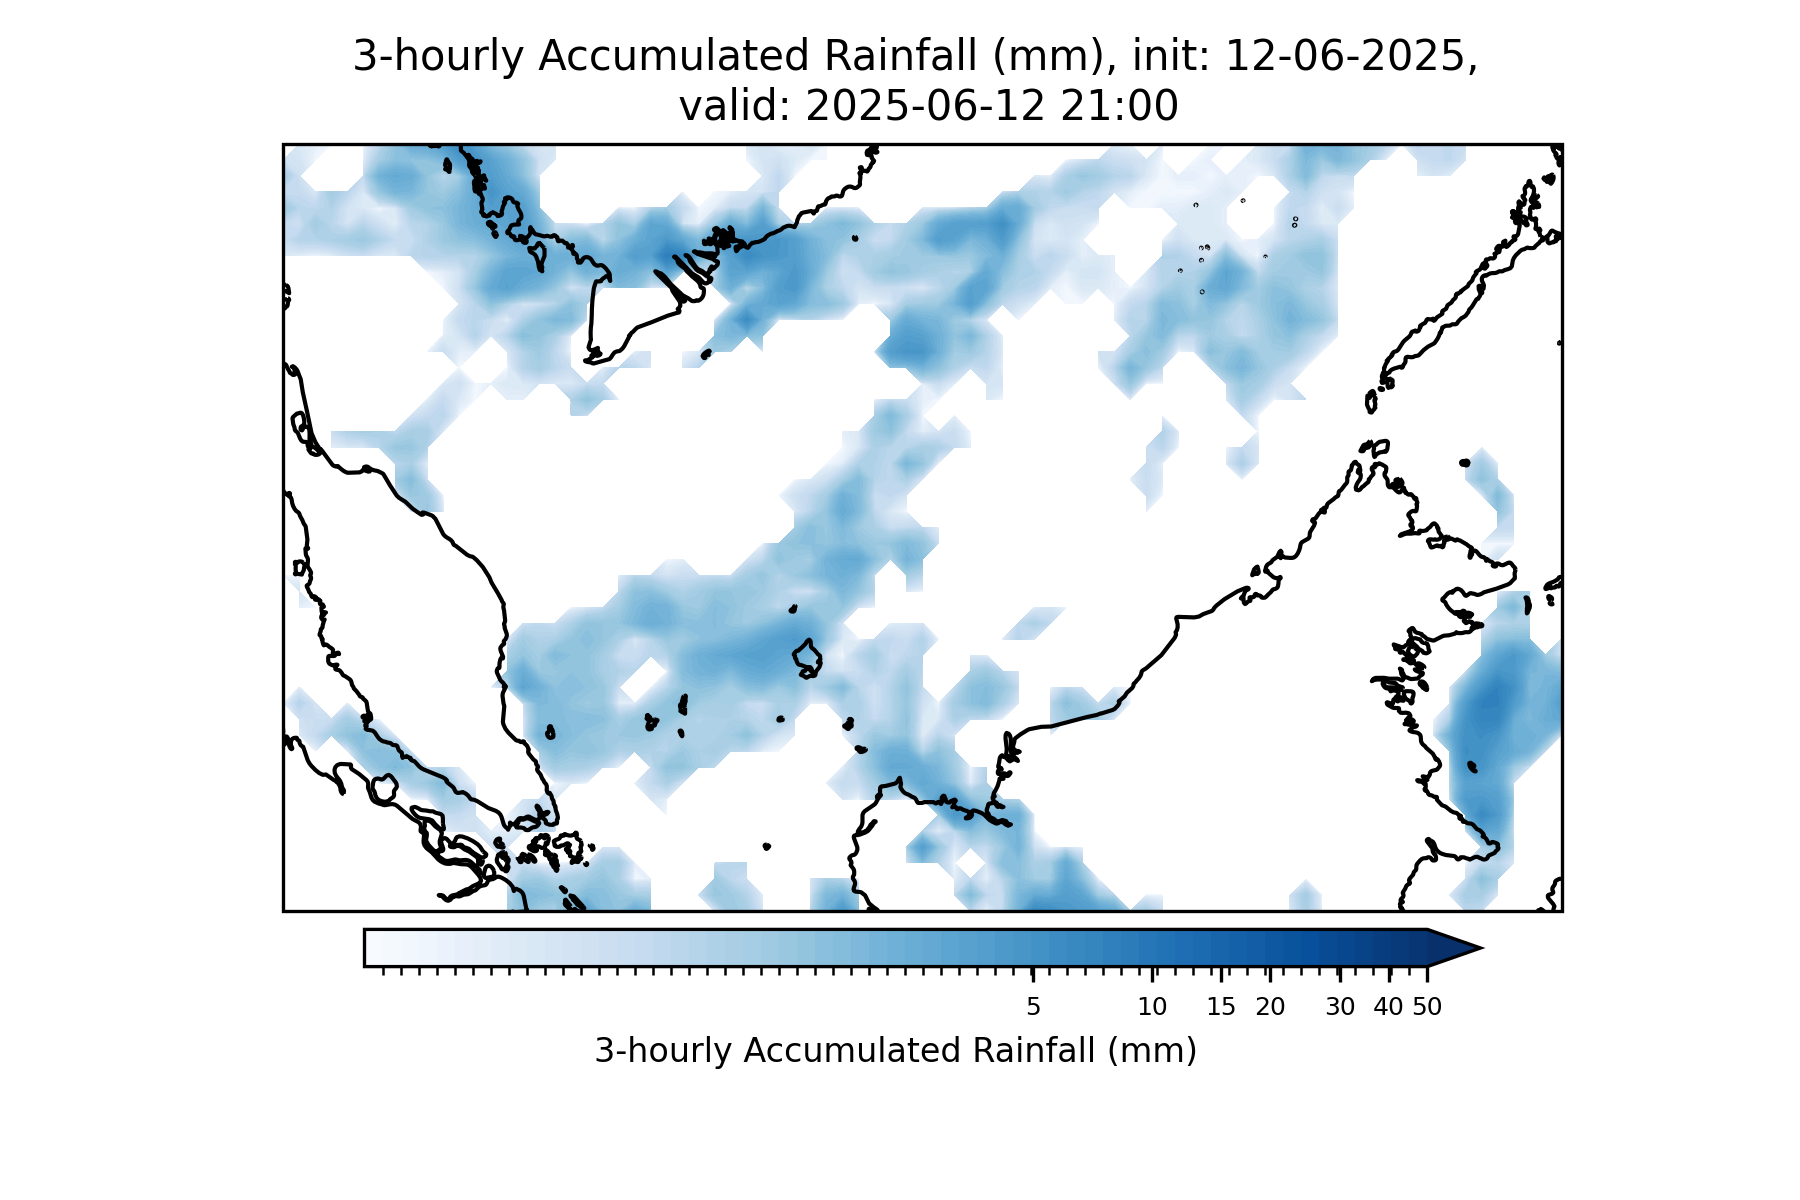 3-hourly Accumulated Rainfall (mm), init: 12-06-2025,
valid: 2025-06-12 21:00
5 10 15 20 30 40 50
3-hourly Accumulated Rainfall (mm)